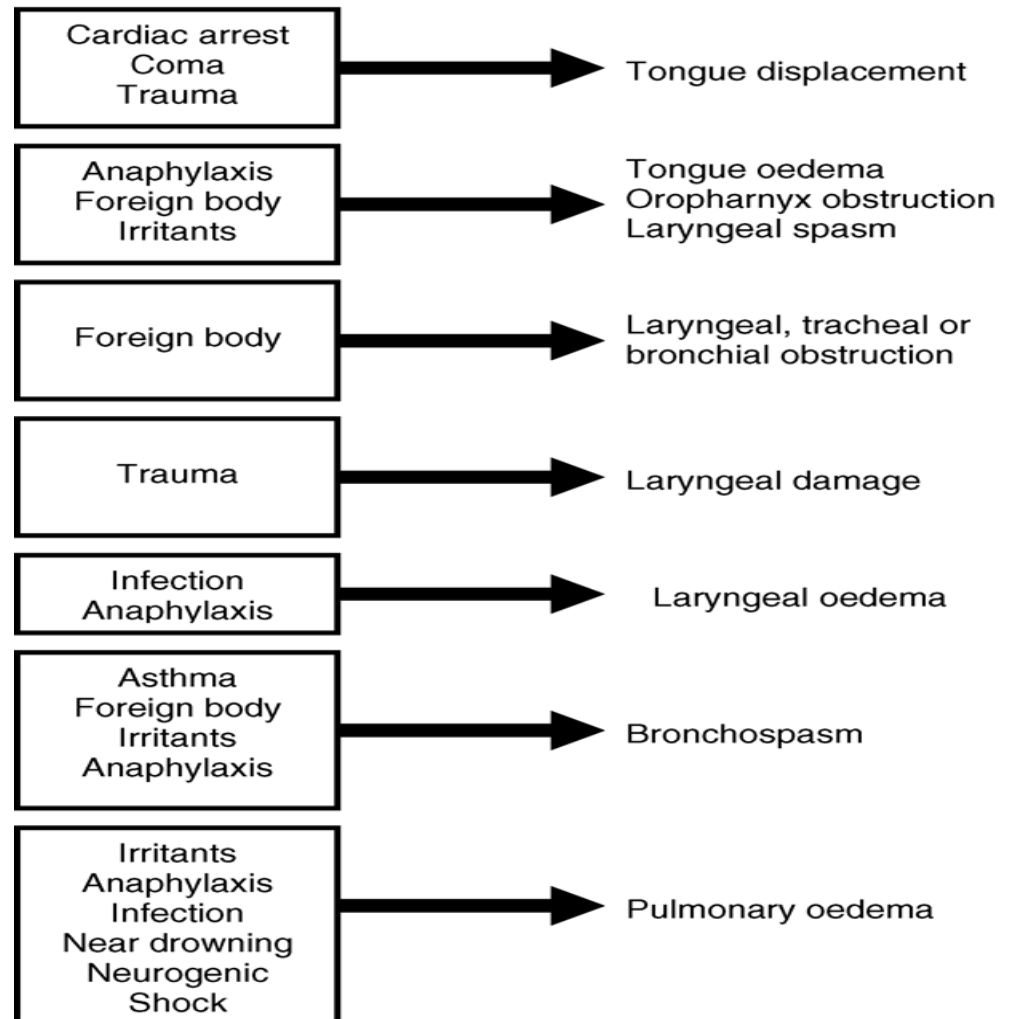 Cardiac arrest
Coma
Trauma
Tongue displacement
Anaphylaxis
Foreign body
Irritants
Tongue oedema
Oropharnyx obstruction
Laryngeal spasm
Foreign body
Laryngeal, tracheal or
bronchial obstruction
Trauma
Laryngeal damage
Infection
Anaphylaxis
Laryngeal oedema
Asthma
Foreign body
Irritants
Anaphylaxis
Bronchospasm
Irritants
Anaphylaxis
Infection
Near drowning
Neurogenic
Shock
Pulmonary oedema